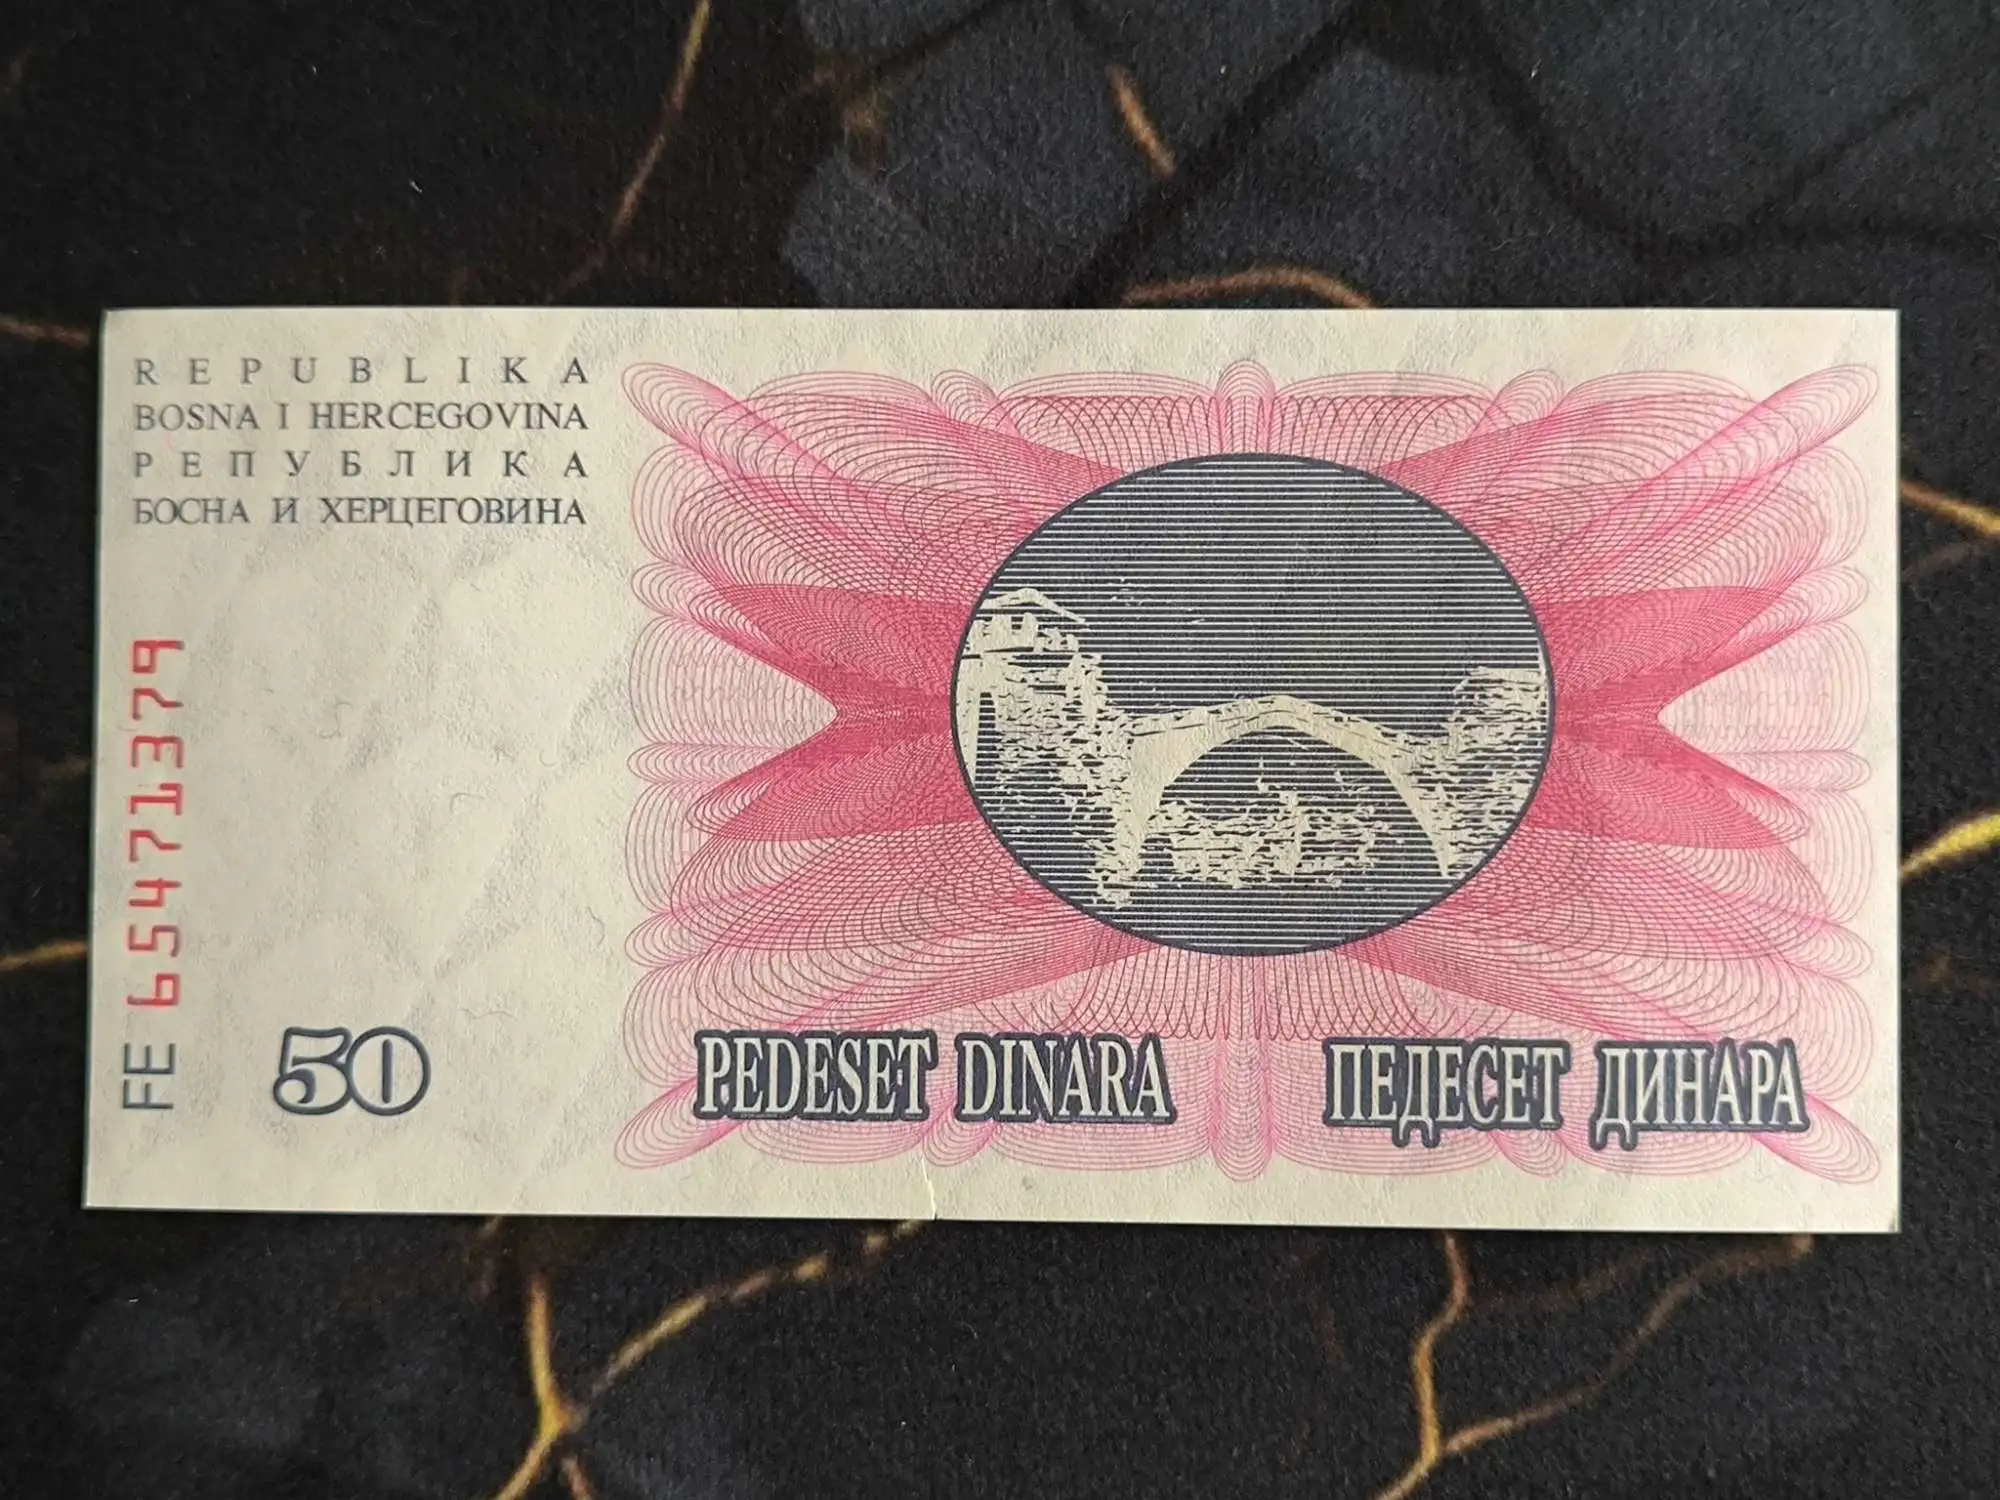 REPUBLIKA
BOSNA I HERCEGOVINA
РЕПУБЛИКА
БОСНА И ХЕРЦЕГОВИНА
FE 65471379
50
PEDESET DINARA
ПЕДЕСЕТ ДИНАРА